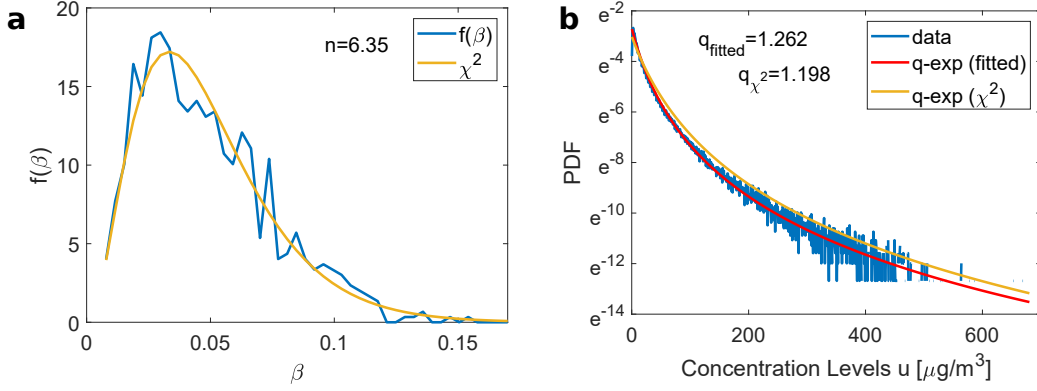 a
n=6.35
f(β)
χ²
f(β)
20
15
10
5
0
0
0.05
0.1
0.15
β
b
q_fitted=1.262
q_χ²=1.198
data
q-exp (fitted)
q-exp (χ²)
PDF
e⁻²
e⁻⁴
e⁻⁶
e⁻⁸
e⁻¹⁰
e⁻¹²
e⁻¹⁴
0
200
400
600
Concentration Levels u [μg/m³]